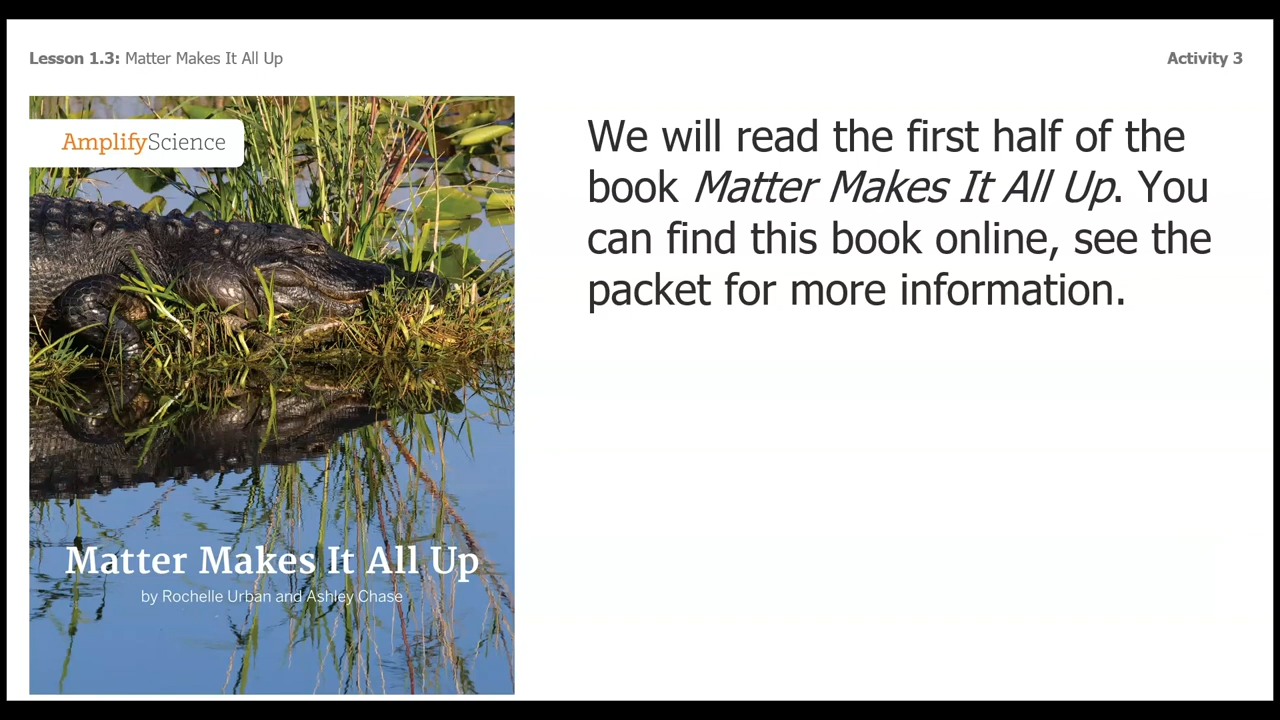 Lesson 1.3: Matter Makes It All Up
Activity 3
AmplifyScience
Matter Makes It All Up
by Rochelle Urban and Ashley Chase
We will read the first half of the
book Matter Makes It All Up. You
can find this book online, see the
packet for more information.